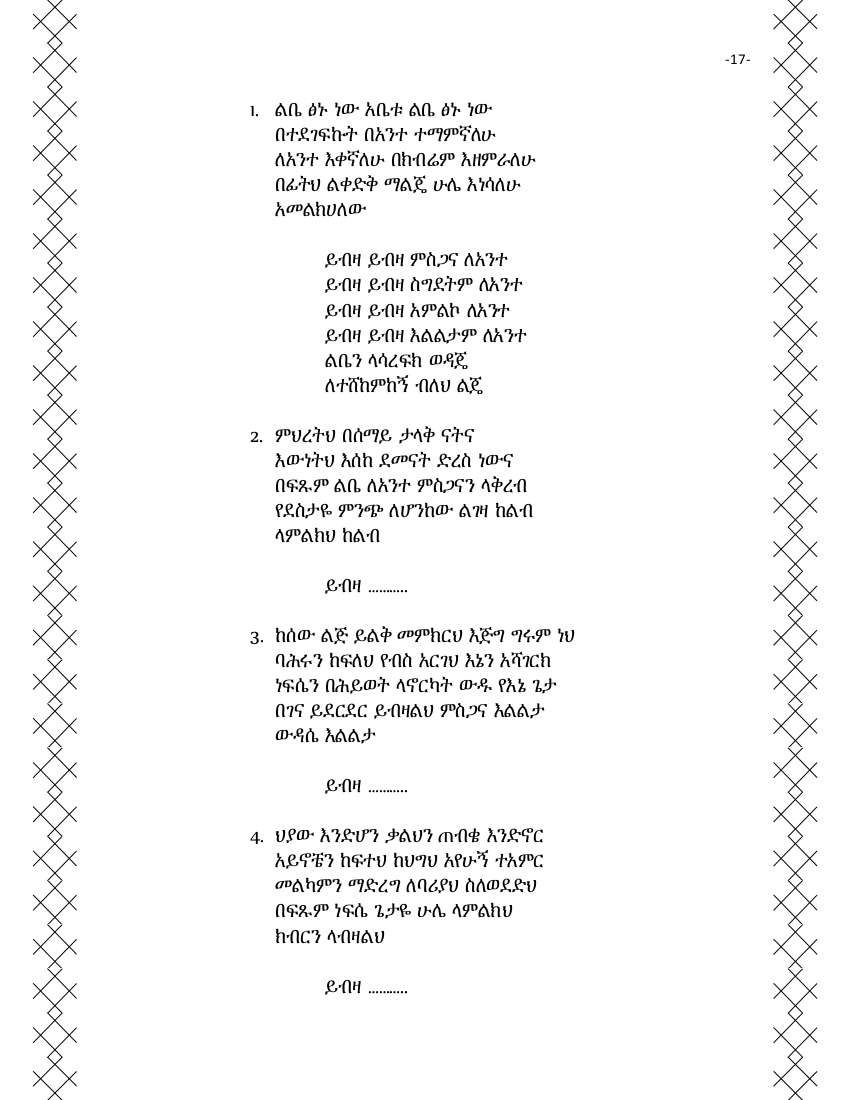 -17-
1. ልቤ ፅኑ ነው አቤቱ ልቤ ፅኑ ነው
በተደገፍኩት በአንተ ተማምኛለሁ
ለአንተ እቀኛለሁ በክብሬም እዘምራለሁ
በፊትህ ልቀድቅ ማልጄ ሁሌ እነሳለሁ
አመልክሀለው
ይብዛ ይብዛ ምስጋና ለአንተ
ይብዛ ይብዛ ስግደትም ለአንተ
ይብዛ ይብዛ አምልኮ ለአንተ
ይብዛ ይብዛ እልልታም ለአንተ
ልቤን ላሳረፍክ ወዳጄ
ለተሸከምከኝ ብለህ ልጄ
2. ምህረትህ በሰማይ ታላቅ ናትና
እውነትህ እሰከ ደመናት ድረስ ነውና
በፍጹም ልቤ ለአንተ ምስጋናን ላቅረብ
የደስታዬ ምንጭ ለሆንከው ልገዛ ከልብ
ላምልክህ ከልብ
ይብዛ ...........
3. ከሰው ልጅ ይልቅ መምክርህ እጅግ ግሩም ነህ
ባሕሩን ከፍለህ የብስ አርገህ እኔን አሻገርክ
ነፍሴን በሕይወት ላኖርካት ውዱ የእኔ ጌታ
በገና ይደርደር ይብዛልህ ምስጋና እልልታ
ውዳሴ እልልታ
ይብዛ ...........
4. ህያው እንድሆን ቃልህን ጠብቄ እንድኖር
አይኖቼን ከፍተህ ከህግህ አየሁኝ ተአምር
መልካምን ማድረግ ለባሪያህ ስለወደድህ
በፍጹም ነፍሴ ጌታዬ ሁሌ ላምልክህ
ክብርን ላብዛልህ
ይብዛ ...........